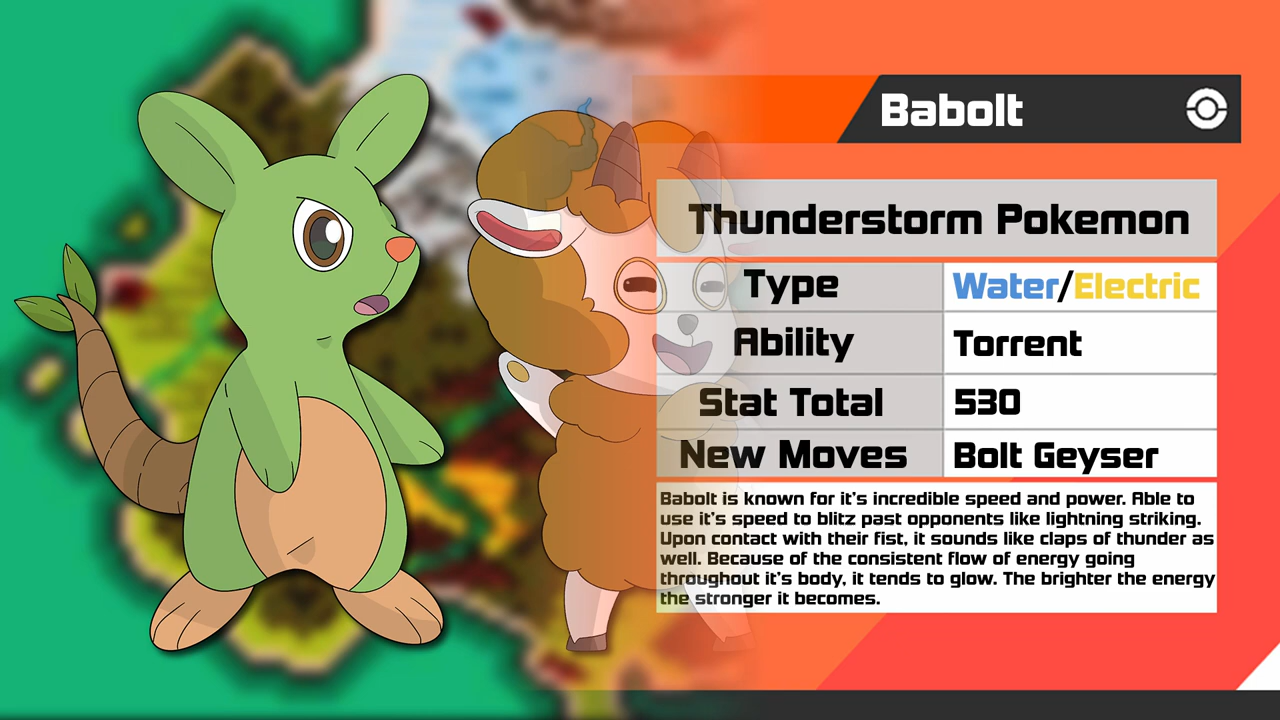 Babolt
Thunderstorm Pokemon
Type Water/Electric
Ability Torrent
Stat Total 530
New Moves Bolt Geyser
Babolt is known for it's incredible speed and power. Able to
use it's speed to blitz past opponents like lightning striking.
Upon contact with their fist, it sounds like claps of thunder as
well. Because of the consistent flow of energy going
throughout it's body, it tends to glow. The brighter the energy
the stronger it becomes.